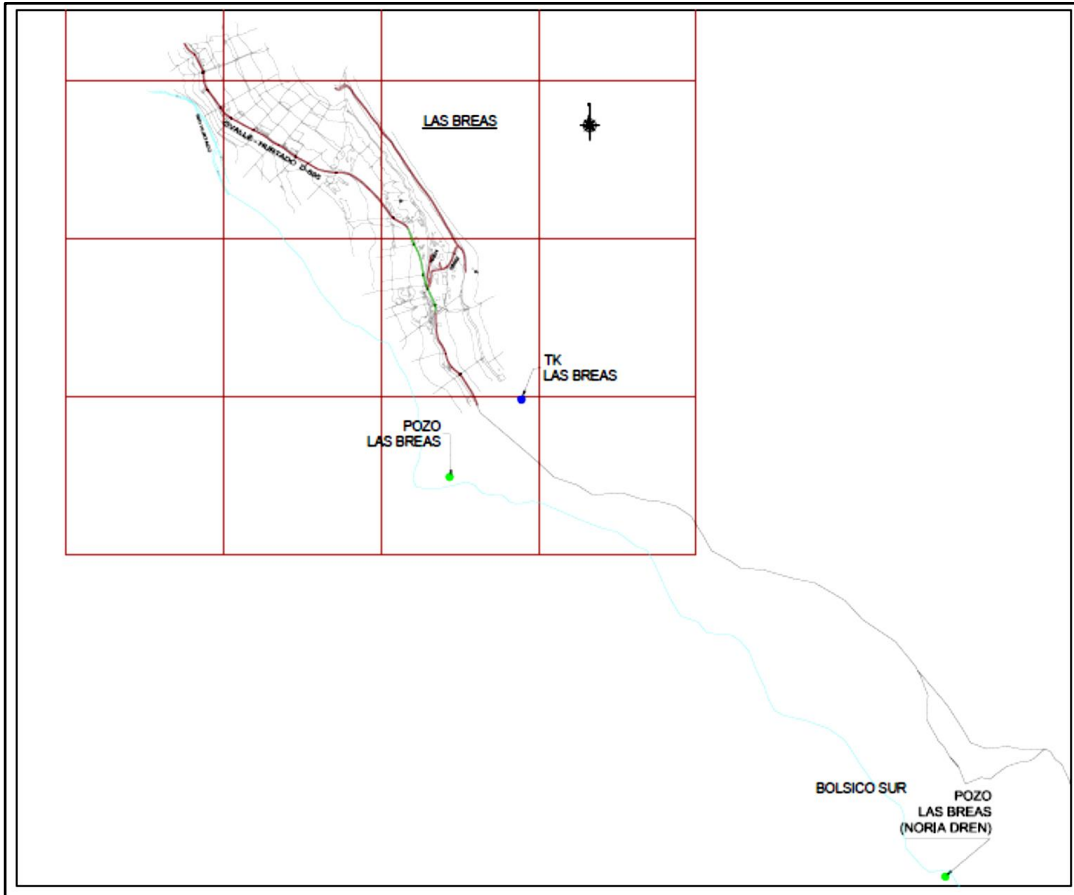 LAS BREAS
OVALLE - HURTADO D-595
TK
LAS BREAS
POZO
LAS BREAS
BOLSICO SUR
POZO
LAS BREAS
(NORIA DREN)